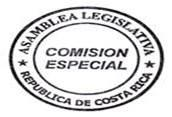 ASAMBLEA LEGISLATIVA
COMISION
ESPECIAL
REPUBLICA DE COSTA RICA